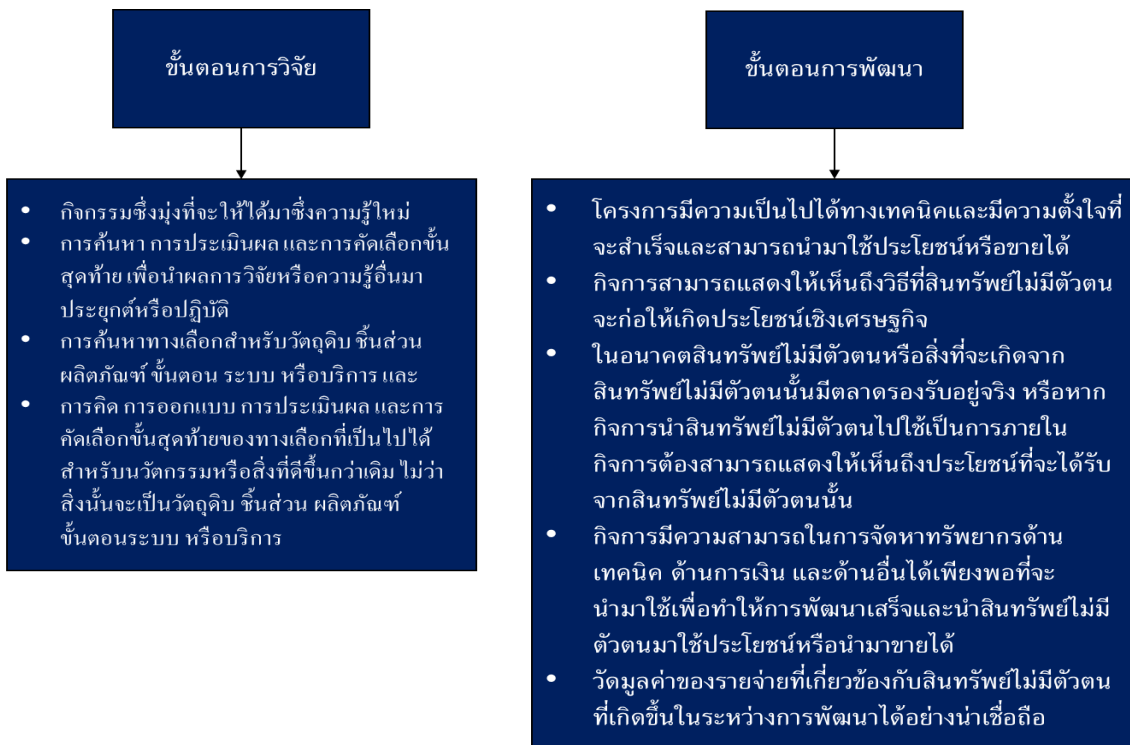 ขั้นตอนการวิจัย
• กิจกรรมซึ่งมุ่งที่จะให้ได้มาซึ่งความรู้ใหม่
• การค้นหา การประเมินผล และการคัดเลือกขั้น
สุดท้าย เพื่อนำผลการวิจัยหรือความรู้อื่นมา
ประยุกต์หรือปฏิบัติ
• การค้นหาทางเลือกสำหรับวัตถุดิบ ชิ้นส่วน
ผลิตภัณฑ์ ขั้นตอน ระบบ หรือบริการ และ
• การคิด การออกแบบ การประเมินผล และการ
คัดเลือกขั้นสุดท้ายของทางเลือกที่เป็นไปได้
สำหรับนวัตกรรมหรือสิ่งที่ดีขึ้นกว่าเดิม ไม่ว่า
สิ่งนั้นจะเป็นวัตถุดิบ ชิ้นส่วน ผลิตภัณฑ์
ขั้นตอนระบบ หรือบริการ
ขั้นตอนการพัฒนา
• โครงการมีความเป็นไปได้ทางเทคนิคและมีความตั้งใจที่
จะสำเร็จและสามารถนำมาใช้ประโยชน์หรือขายได้
• กิจการสามารถแสดงให้เห็นถึงวิธีที่สินทรัพย์ไม่มีตัวตน
จะก่อให้เกิดประโยชน์เชิงเศรษฐกิจ
• ในอนาคตสินทรัพย์ไม่มีตัวตนหรือสิ่งที่จะเกิดจาก
สินทรัพย์ไม่มีตัวตนนั้นมีตลาดรองรับอยู่จริง หรือหาก
กิจการนำสินทรัพย์ไม่มีตัวตนไปใช้เป็นการภายใน
กิจการต้องสามารถแสดงให้เห็นถึงประโยชน์ที่จะได้รับ
จากสินทรัพย์ไม่มีตัวตนนั้น
• กิจการมีความสามารถในการจัดหาทรัพยากรด้าน
เทคนิค ด้านการเงิน และด้านอื่นได้เพียงพอที่จะ
นำมาใช้เพื่อทำให้การพัฒนาเสร็จและนำสินทรัพย์ไม่มี
ตัวตนมาใช้ประโยชน์หรือนำมาขายได้
• วัดมูลค่าของรายจ่ายที่เกี่ยวข้องกับสินทรัพย์ไม่มีตัวตน
ที่เกิดขึ้นในระหว่างการพัฒนาได้อย่างน่าเชื่อถือ